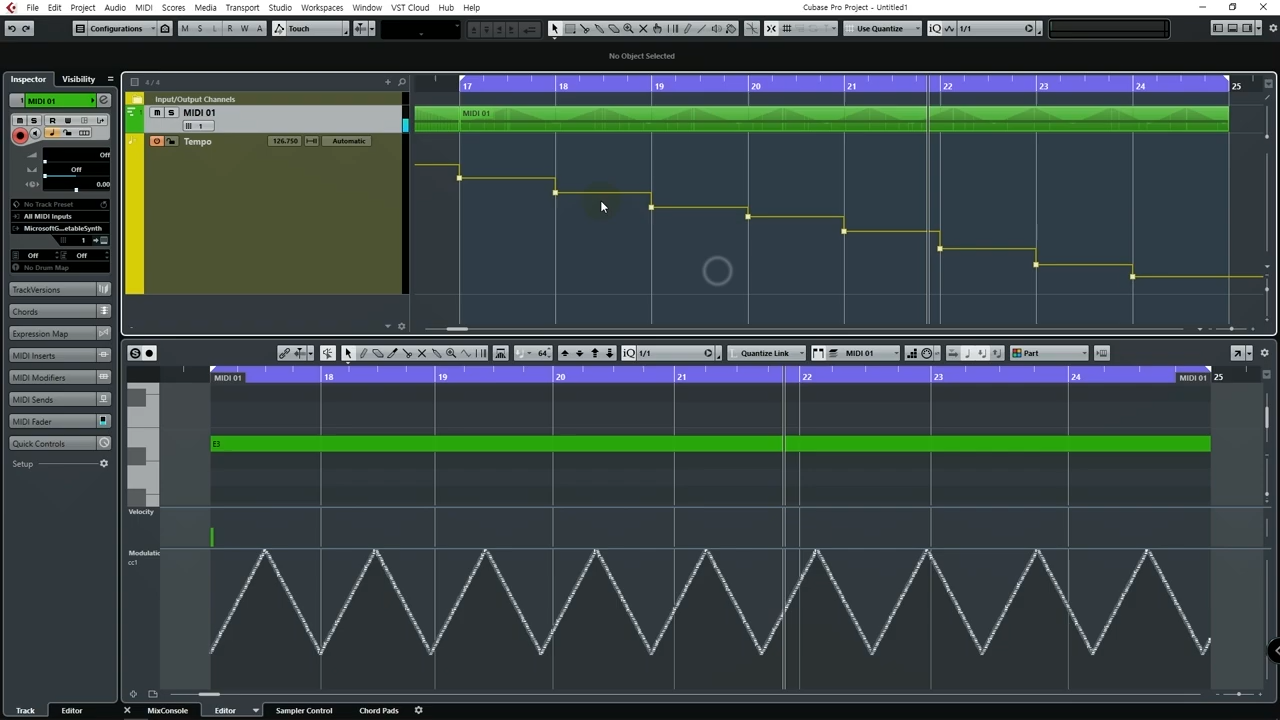 File Edit Project Audio MIDI Scores Media Transport Studio Workspaces Window VST Cloud Hub Help
Cubase Pro Project - Untitled1
Configurations M S L R W A Touch Use Quantize iQ 1/1
No Object Selected
Inspector Visibility
1 MIDI 01
M S R W
Off
Off
0.00
No Track Preset
All MIDI Inputs
MicrosoftG...etableSynth
1
Off Off
No Drum Map
TrackVersions
Chords
Expression Map
MIDI Inserts
MIDI Modifiers
MIDI Sends
MIDI Fader
Quick Controls
Setup
4/4
17 18 19 20 21 22 23 24 25
Input/Output Channels
M S MIDI 01
1
MIDI 01
Tempo 126.750 Automatic
S 64 iQ 1/1 Quantize Link MIDI 01 Part
MIDI 01 18 19 20 21 22 23 24 MIDI 01 25
E3
Velocity
Modulatic
cc1
Track Editor MixConsole Editor Sampler Control Chord Pads